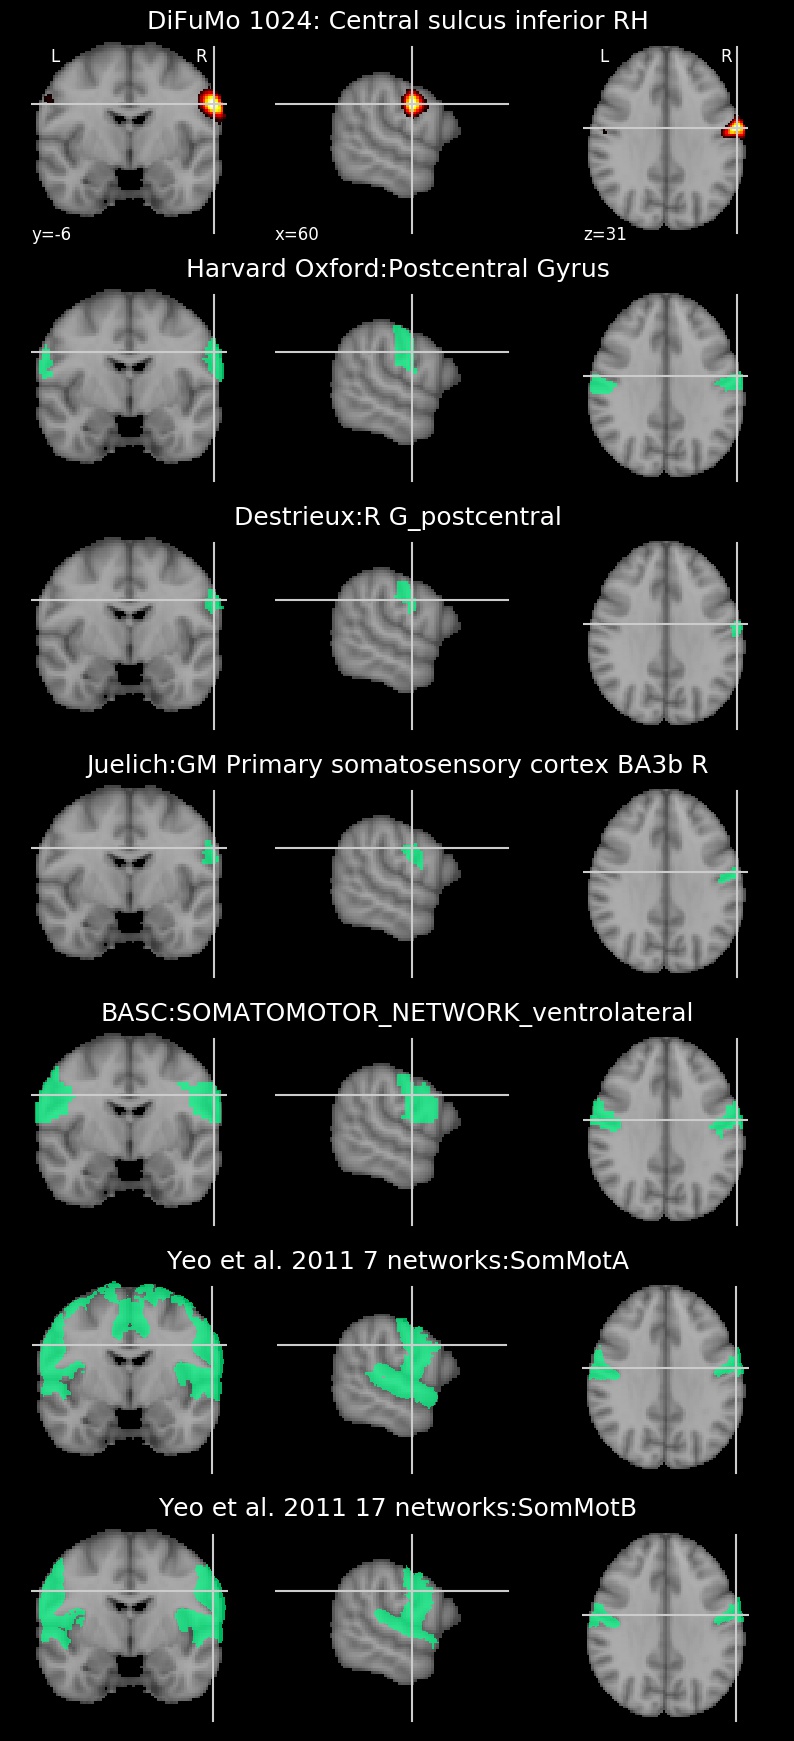 DiFuMo 1024: Central sulcus inferior RH
L R L R
y=-6 x=60 z=31
Harvard Oxford:Postcentral Gyrus
Destrieux:R G_postcentral
Juelich:GM Primary somatosensory cortex BA3b R
BASC:SOMATOMOTOR_NETWORK_ventrolateral
Yeo et al. 2011 7 networks:SomMotA
Yeo et al. 2011 17 networks:SomMotB